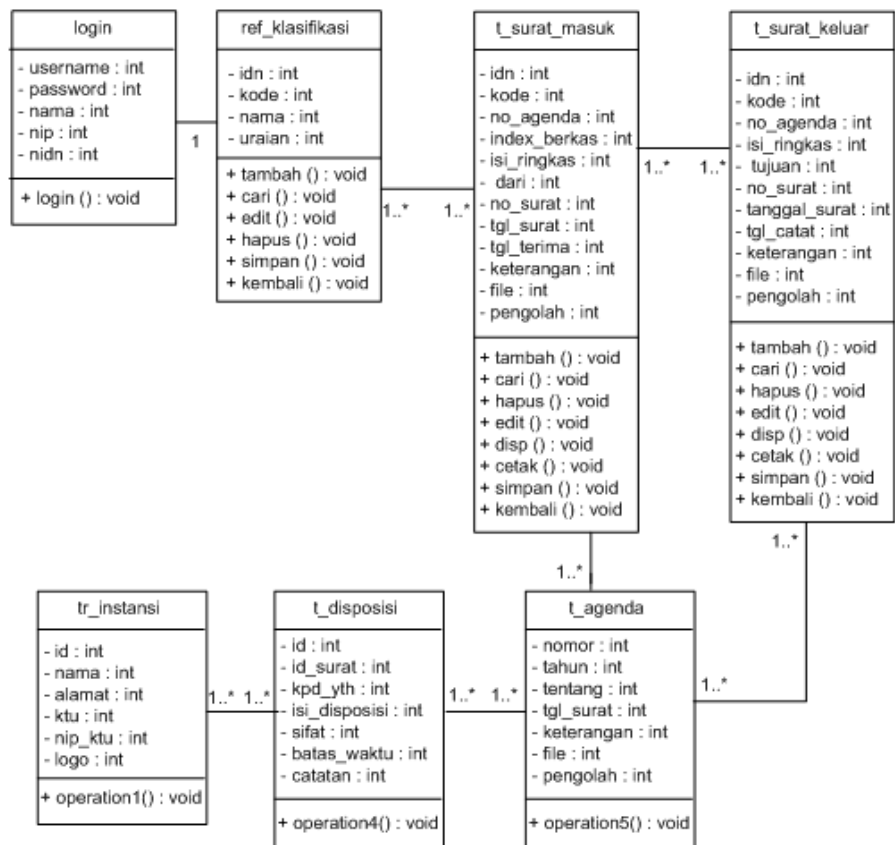 login
- username : int
- password : int
- nama : int
- nip : int
- nidn : int
+ login () : void
1
ref_klasifikasi
- idn : int
- kode : int
- nama : int
- uraian : int
+ tambah () : void
+ cari () : void
+ edit () : void
+ hapus () : void
+ simpan () : void
+ kembali () : void
1..*
1..*
t_surat_masuk
- idn : int
- kode : int
- no_agenda : int
- index_berkas : int
- isi_ringkas : int
- dari : int
- no_surat : int
- tgl_surat : int
- tgl_terima : int
- keterangan : int
- file : int
- pengolah : int
+ tambah () : void
+ cari () : void
+ hapus () : void
+ edit () : void
+ disp () : void
+ cetak () : void
+ simpan () : void
+ kembali () : void
1..*
1..*
t_surat_keluar
- idn : int
- kode : int
- no_agenda : int
- isi_ringkas : int
- tujuan : int
- no_surat : int
- tanggal_surat : int
- tgl_catat : int
- keterangan : int
- file : int
- pengolah : int
+ tambah () : void
+ cari () : void
+ hapus () : void
+ edit () : void
+ disp () : void
+ cetak () : void
+ simpan () : void
+ kembali () : void
1..*
1..*
1..*
tr_instansi
- id : int
- nama : int
- alamat : int
- ktu : int
- nip_ktu : int
- logo : int
+ operation1() : void
1..*
1..*
t_disposisi
- id : int
- id_surat : int
- kpd_yth : int
- isi_disposisi : int
- sifat : int
- batas_waktu : int
- catatan : int
+ operation4() : void
1..*
1..*
t_agenda
- nomor : int
- tahun : int
- tentang : int
- tgl_surat : int
- keterangan : int
- file : int
- pengolah : int
+ operation5() : void
1..*